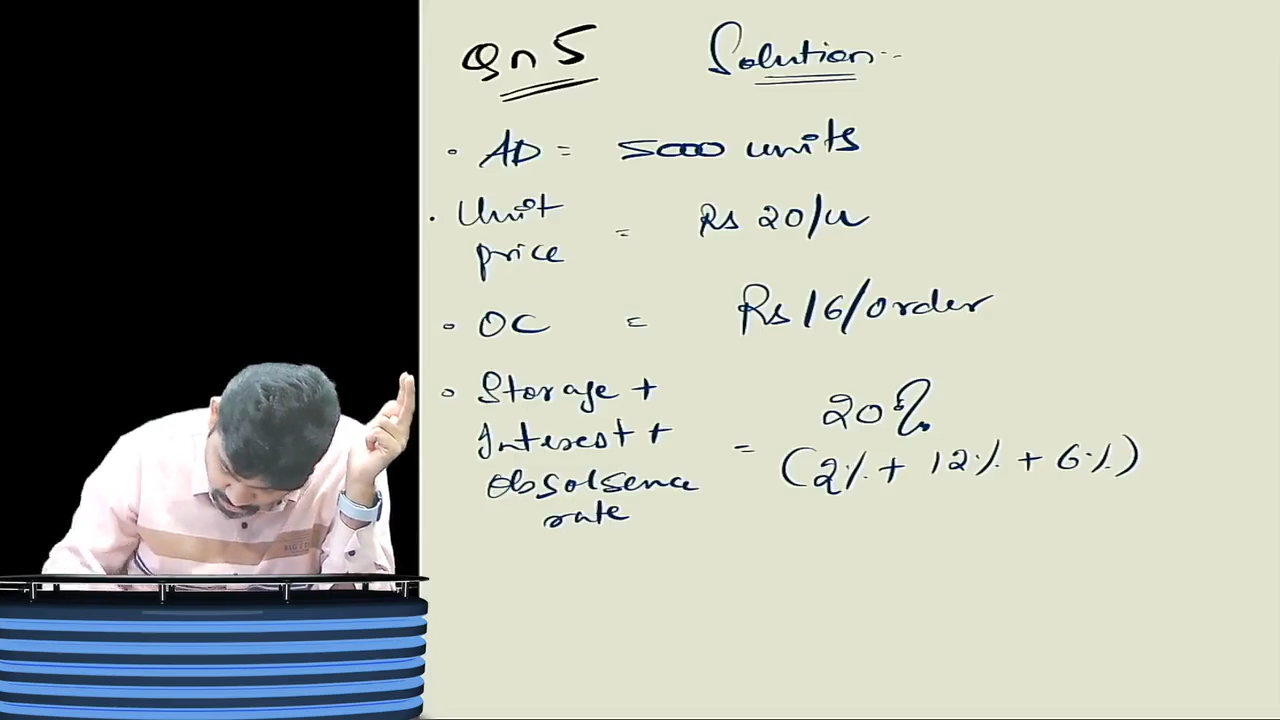 Qn 5 Solution:-
• AD = 5000 units
• Unit price = Rs 20/u
• OC = Rs 16/order
• Storage + Interest + Obsolsence rate = 20% (2% + 12% + 6%)